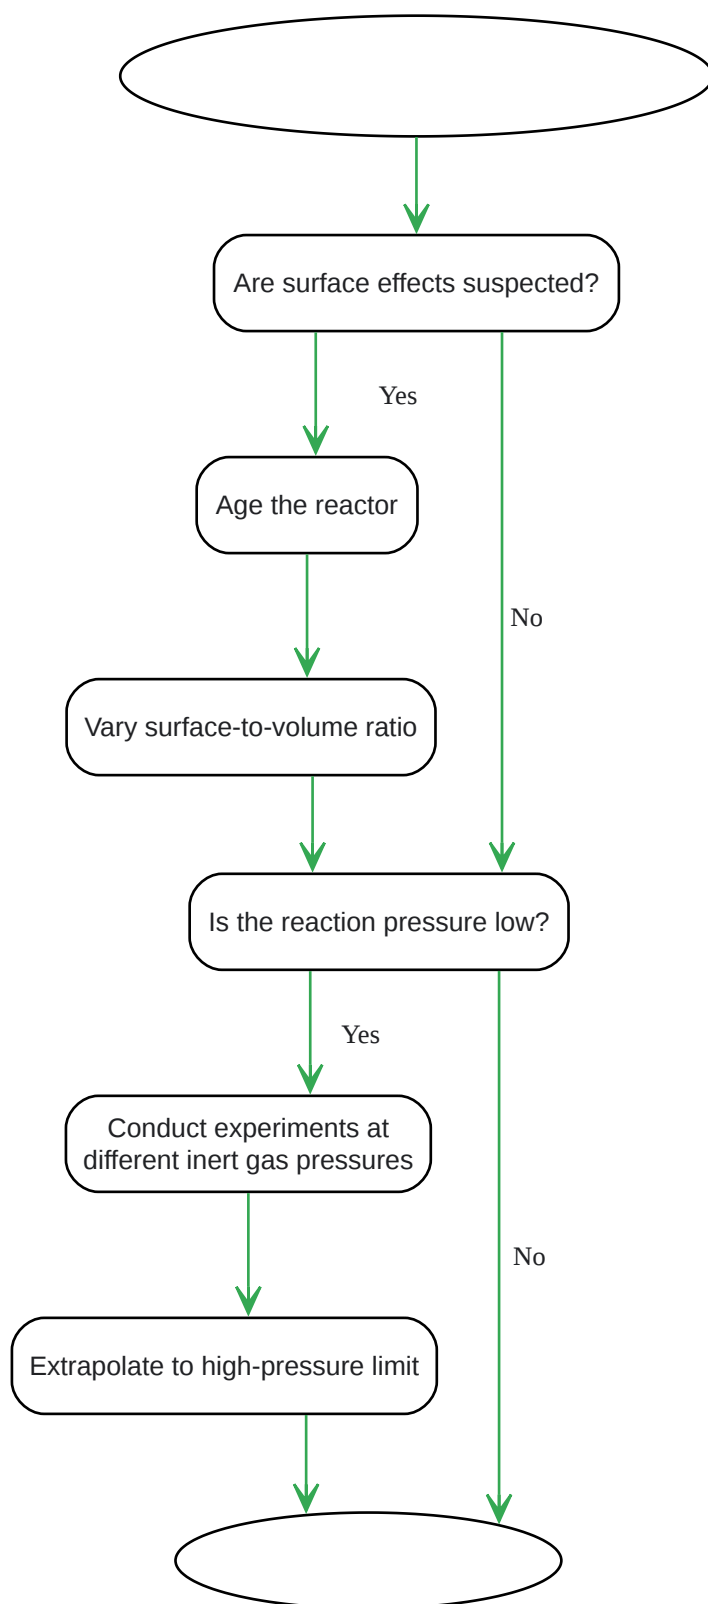 Are surface effects suspected?
Yes
Age the reactor
No
Vary surface-to-volume ratio
Is the reaction pressure low?
Yes
Conduct experiments at
different inert gas pressures
No
Extrapolate to high-pressure limit